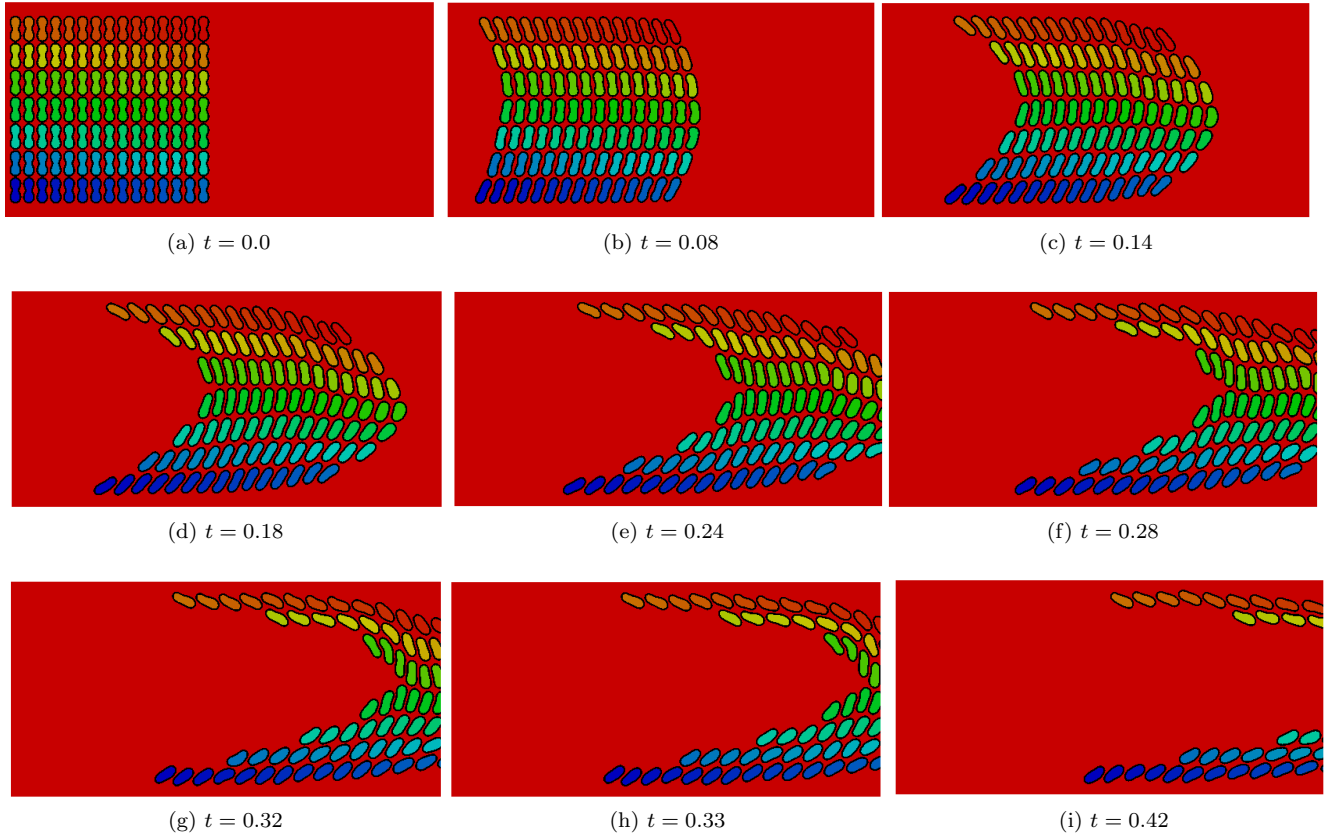 (a) t = 0.0
(b) t = 0.08
(c) t = 0.14
(d) t = 0.18
(e) t = 0.24
(f) t = 0.28
(g) t = 0.32
(h) t = 0.33
(i) t = 0.42